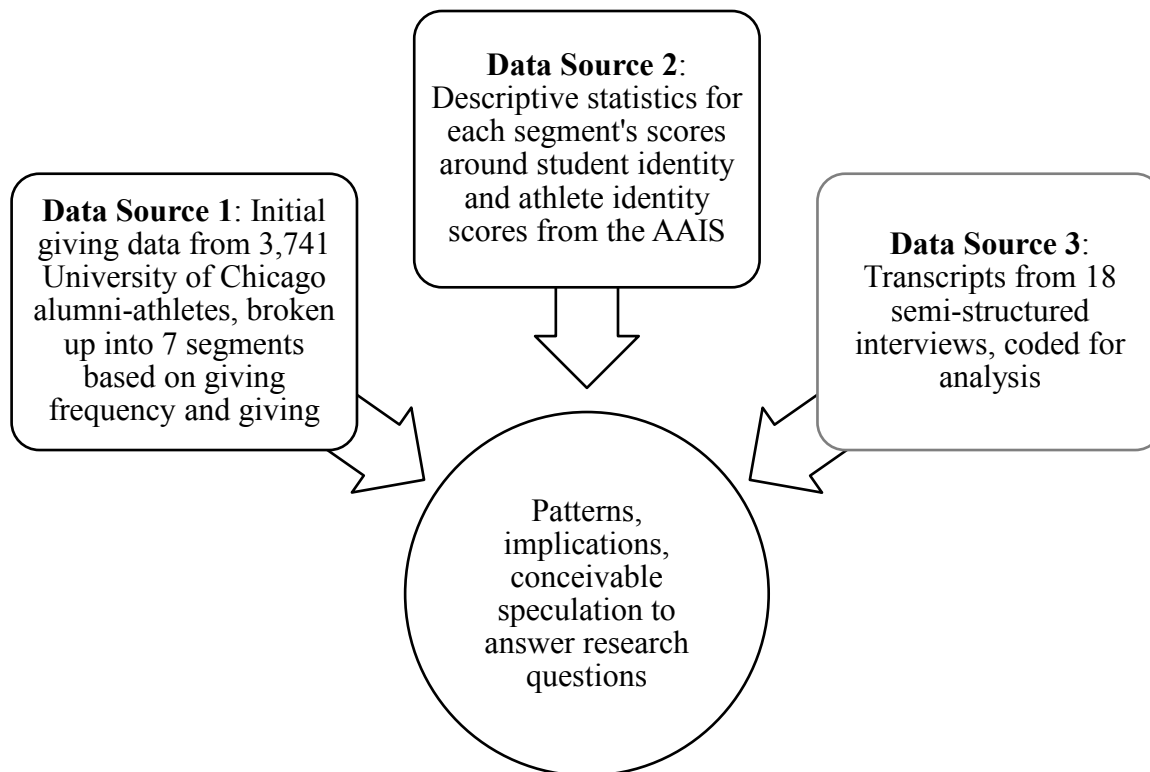 Data Source 1: Initial
giving data from 3,741
University of Chicago
alumni-athletes, broken
up into 7 segments
based on giving
frequency and giving
Data Source 2:
Descriptive statistics for
each segment's scores
around student identity
and athlete identity
scores from the AAIS
Data Source 3:
Transcripts from 18
semi-structured
interviews, coded for
analysis
Patterns,
implications,
conceivable
speculation to
answer research
questions